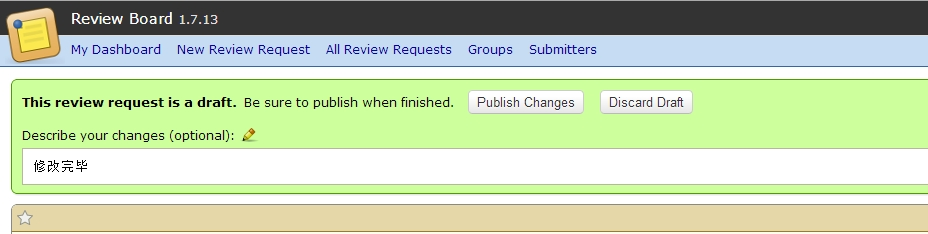 Review Board 1.7.13
My Dashboard New Review Request All Review Requests Groups Submitters
This review request is a draft. Be sure to publish when finished. Publish Changes Discard Draft
Describe your changes (optional):
修改完毕